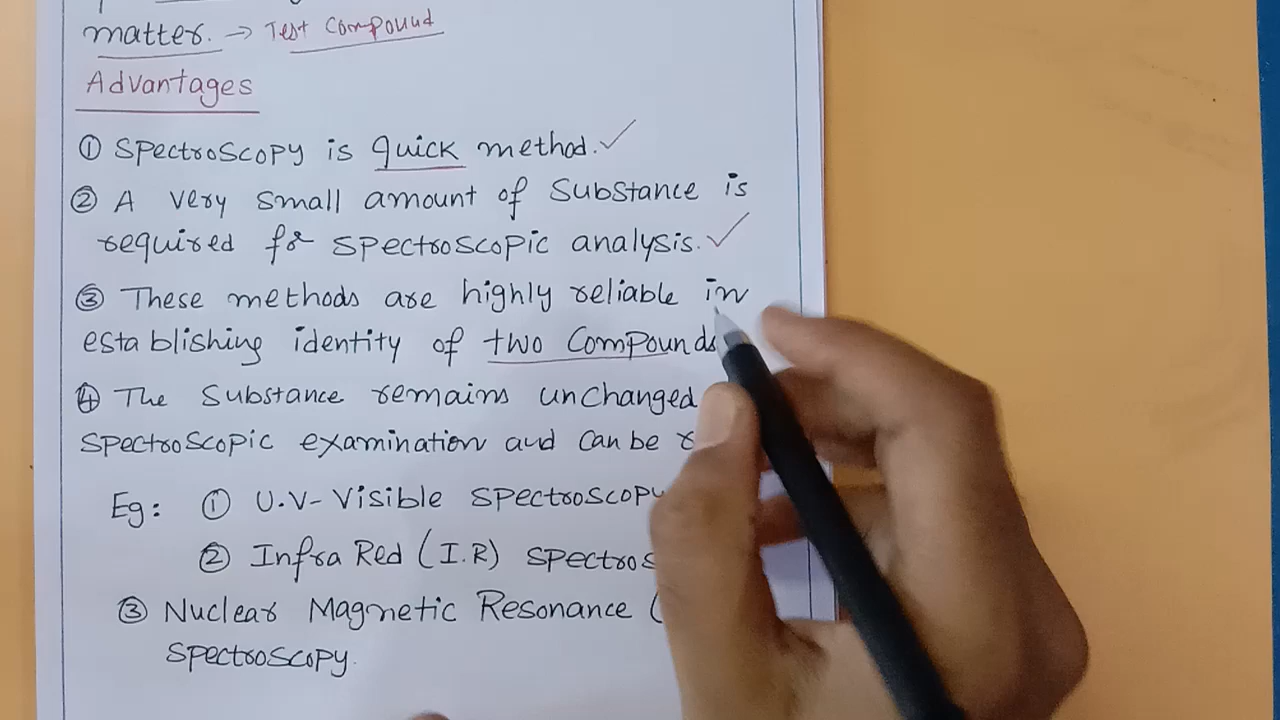 matter. → Test Compound
Advantages
① Spectroscopy is quick method. ✓
② A very small amount of Substance is
required for spectroscopic analysis. ✓
③ These methods are highly reliable in
establishing identity of two Compounds
④ The Substance remains unchanged
spectroscopic examination and can be
Eg: ① U.V-Visible spectroscopy
② Infra Red (I.R)
③ Nuclear Magnetic Resonance (
spectroscopy.